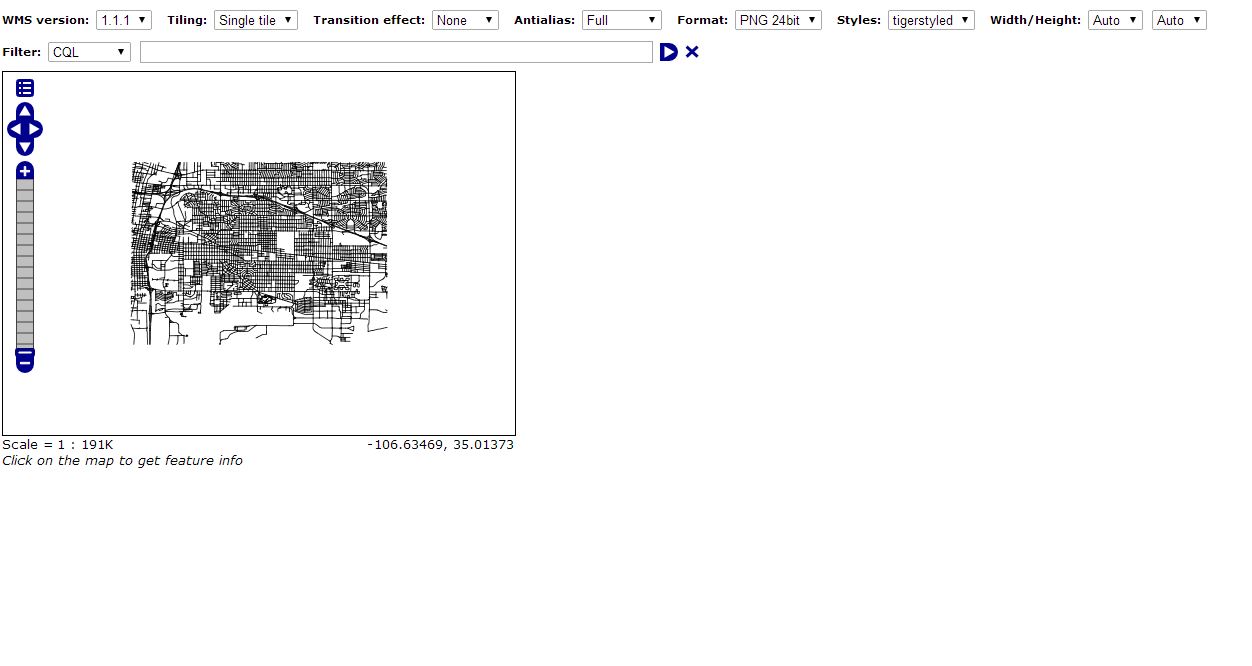 WMS version: 1.1.1 Tiling: Single tile Transition effect: None Antialias: Full Format: PNG 24bit Styles: tigerstyled Width/Height: Auto Auto
Filter: CQL
Scale = 1 : 191K -106.63469, 35.01373
Click on the map to get feature info